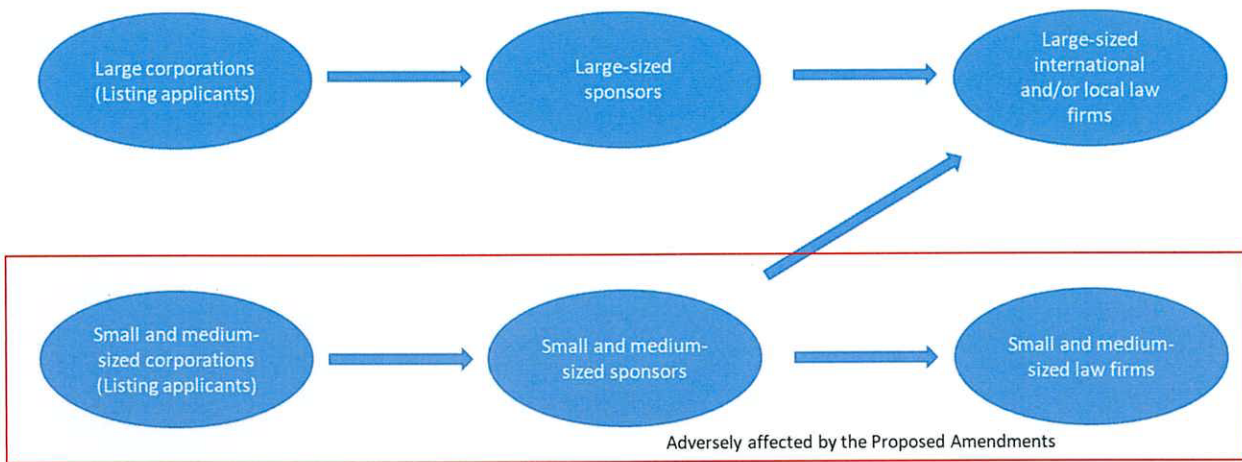 Large corporations
(Listing applicants)
Large-sized
sponsors
Large-sized
international
and/or local law
firms
Small and medium-
sized corporations
(Listing applicants)
Small and medium-
sized sponsors
Small and medium-
sized law firms
Adversely affected by the Proposed Amendments